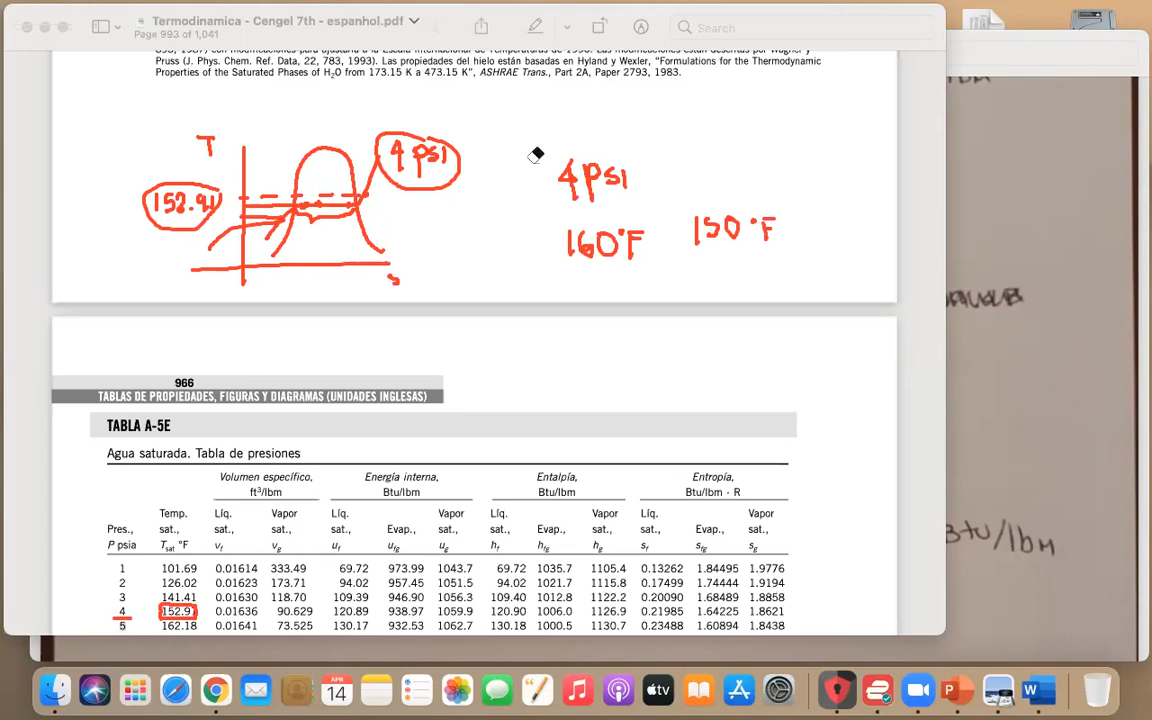 Termodinamica - Cengel 7th - espanhol.pdf
Page 993 of 1,041
Search
Pruss (J. Phys. Chem. Ref. Data, 22, 783, 1993). Las propiedades del hielo están basadas en Hyland y Wexler, "Formulations for the Thermodynamic
Properties of the Saturated Phases of H₂O from 173.15 K a 473.15 K", ASHRAE Trans., Part 2A, Paper 2793, 1983.
T
4 psi
152.91
s
4psi
160°F
150°F
966
TABLAS DE PROPIEDADES, FIGURAS Y DIAGRAMAS (UNIDADES INGLESAS)
TABLA A-5E
Agua saturada. Tabla de presiones
Volumen específico, Energía interna, Entalpía, Entropía,
ft³/lbm Btu/lbm Btu/lbm Btu/lbm · R
Temp. Líq. Vapor Líq. Vapor Líq. Vapor Líq. Vapor
Pres., sat., sat., sat., sat., Evap., sat., sat., Evap., sat., sat., Evap., sat.,
P psia Tsat °F vf vg uf ufg ug hf hfg hg sf sfg sg
1 101.69 0.01614 333.49 69.72 973.99 1043.7 69.72 1035.7 1105.4 0.13262 1.84495 1.9776
2 126.02 0.01623 173.71 94.02 957.45 1051.5 94.02 1021.7 1115.8 0.17499 1.74444 1.9194
3 141.41 0.01630 118.70 109.39 946.90 1056.3 109.40 1012.8 1122.2 0.20090 1.68489 1.8858
4 152.91 0.01636 90.629 120.89 938.97 1059.9 120.90 1006.0 1126.9 0.21985 1.64225 1.8621
5 162.18 0.01641 73.525 130.17 932.53 1062.7 130.18 1000.5 1130.7 0.23488 1.60894 1.8438
Btu/lbm
APR
14
tv